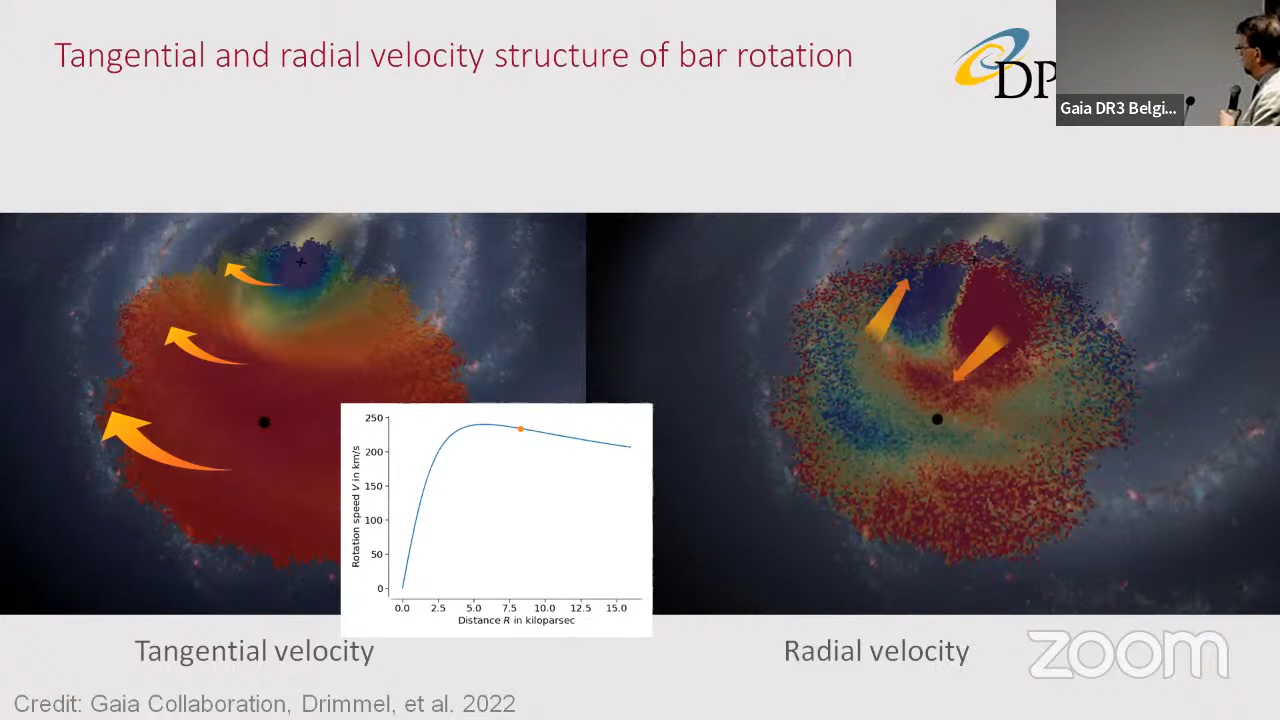 Tangential and radial velocity structure of bar rotation
DP
Gaia DR3 Belgi...
250
200
150
100
50
0
Rotation speed V in km/s
0.0 2.5 5.0 7.5 10.0 12.5 15.0
Distance R in kiloparsec
Tangential velocity
Radial velocity
zoom
Credit: Gaia Collaboration, Drimmel, et al. 2022